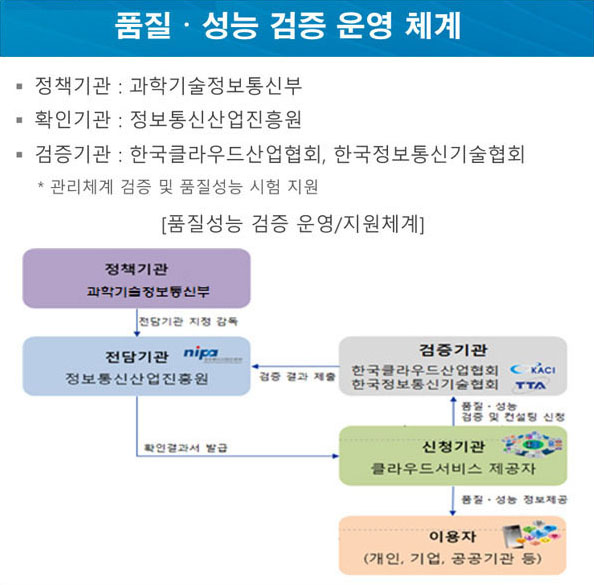 품질 · 성능 검증 운영 체계
▪ 정책기관 : 과학기술정보통신부
▪ 확인기관 : 정보통신산업진흥원
▪ 검증기관 : 한국클라우드산업협회, 한국정보통신기술협회
* 관리체계 검증 및 품질성능 시험 지원
[품질성능 검증 운영/지원체계]
정책기관
과학기술정보통신부
전담기관 지정 감독
전담기관 nipa
정보통신산업진흥원
검증 결과 제출
검증기관
한국클라우드산업협회 KACI
한국정보통신기술협회 TTA
품질 · 성능
검증 및 컨설팅 신청
확인결과서 발급
신청기관
클라우드서비스 제공자
품질 · 성능 정보제공
이용자
(개인, 기업, 공공기관 등)